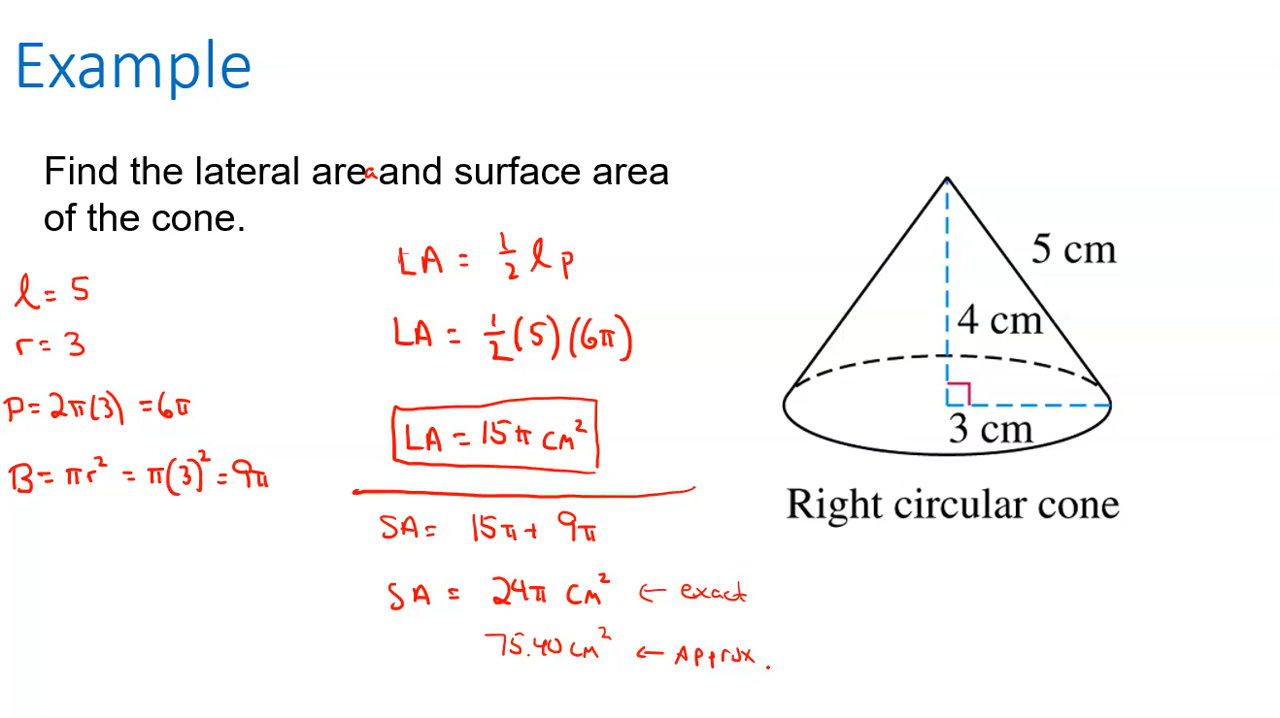 Example
Find the lateral area and surface area
of the cone.
l = 5
r = 3
P = 2π(3) = 6π
B = πr² = π(3)² = 9π
LA = 1/2 l p
LA = 1/2 (5)(6π)
LA = 15π cm²
SA = 15π + 9π
SA = 24π cm² ← exact
75.40 cm² ← Approx.
5 cm
4 cm
3 cm
Right circular cone